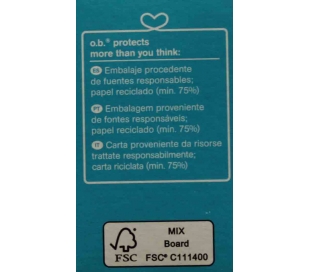 o.b.® protects
more than you think:
ES Embalaje procedente
de fuentes responsables;
papel reciclado (min. 75%)
PT Embalagem proveniente
de fontes responsáveis;
papel reciclado (min. 75%)
IT Carta proveniente da risorse
trattate responsabilmente;
carta riciclata (min. 75%)
FSC
MIX
Board
FSC® C111400